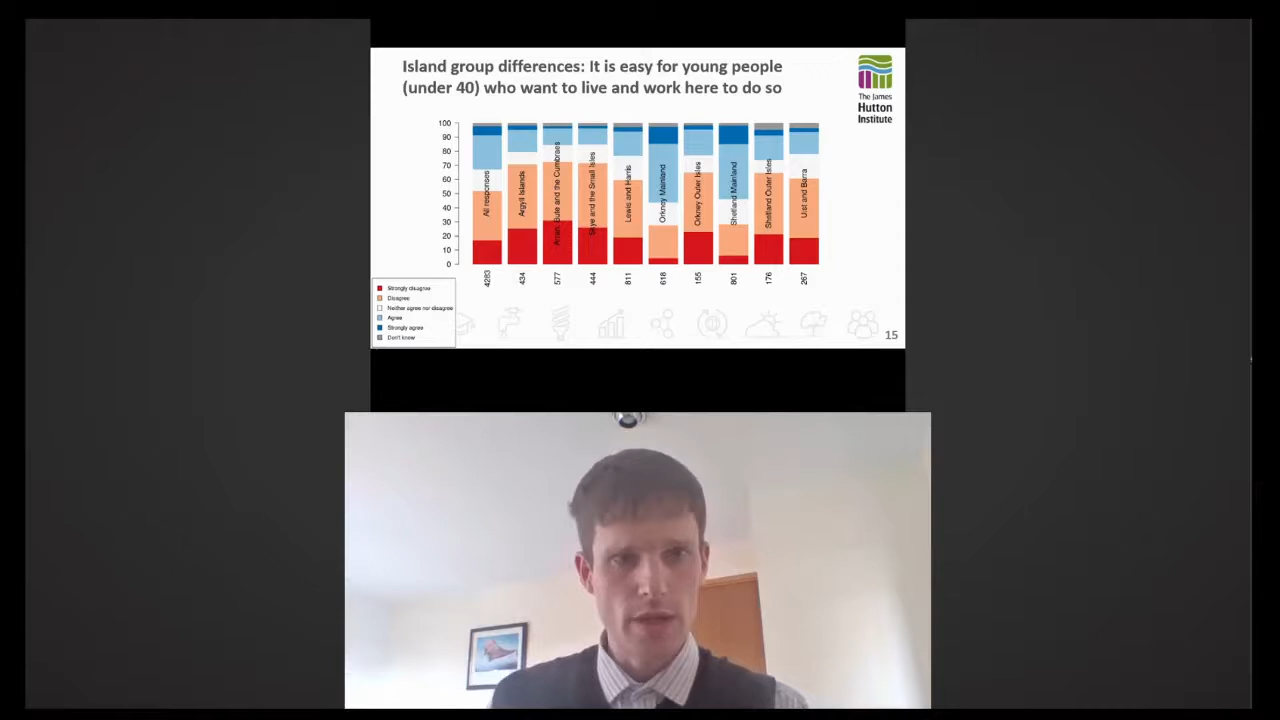 Island group differences: It is easy for young people
(under 40) who want to live and work here to do so
The James
Hutton
Institute
100
90
80
70
60
50
40
30
20
10
0
All responses
Argyll Islands
Arran, Bute and the Cumbraes
Skye and the Small Isles
Lewis and Harris
Orkney Mainland
Orkney Outer Isles
Shetland Mainland
Shetland Outer Isles
Uist and Barra
4283
434
577
444
811
618
155
801
176
267
Strongly disagree
Disagree
Neither agree nor disagree
Agree
Strongly agree
Don't know
15